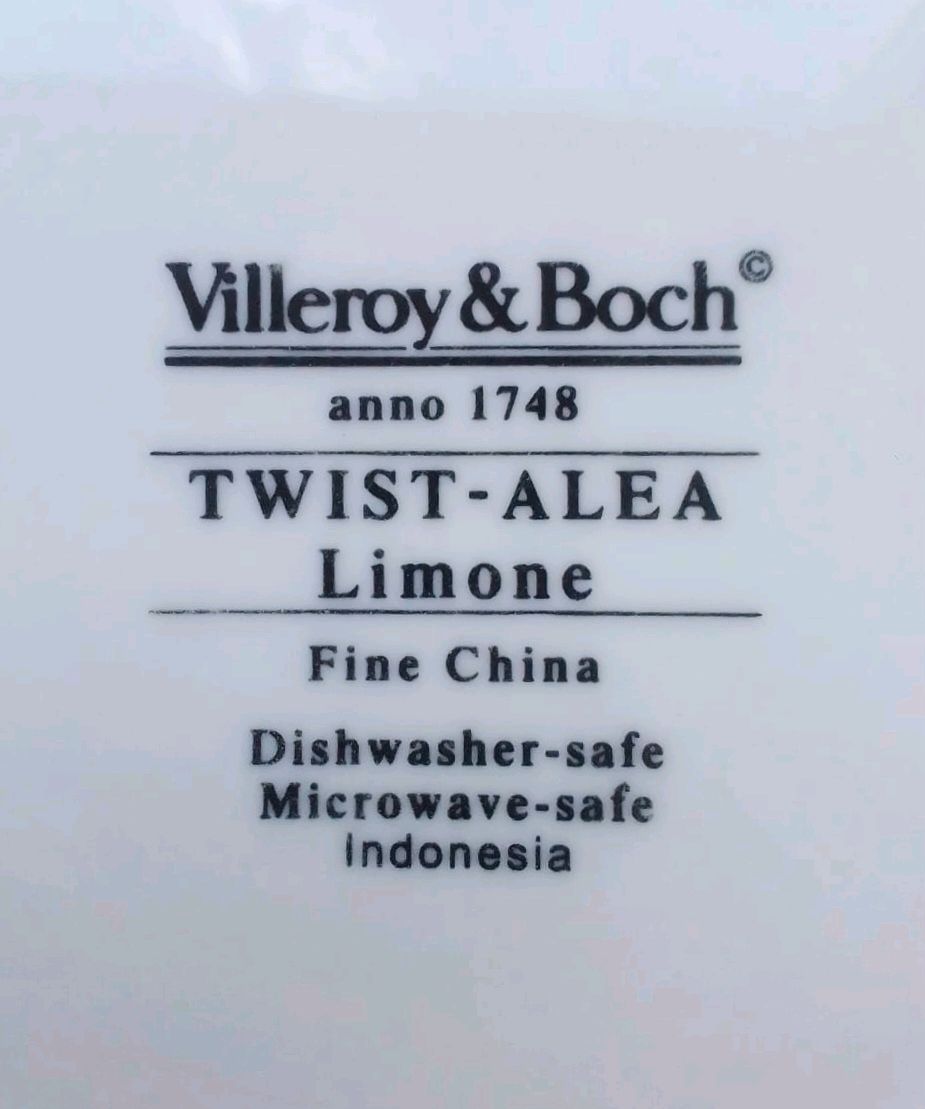 Villeroy & Boch©
anno 1748
TWIST-ALEA
Limone
Fine China
Dishwasher-safe
Microwave-safe
Indonesia